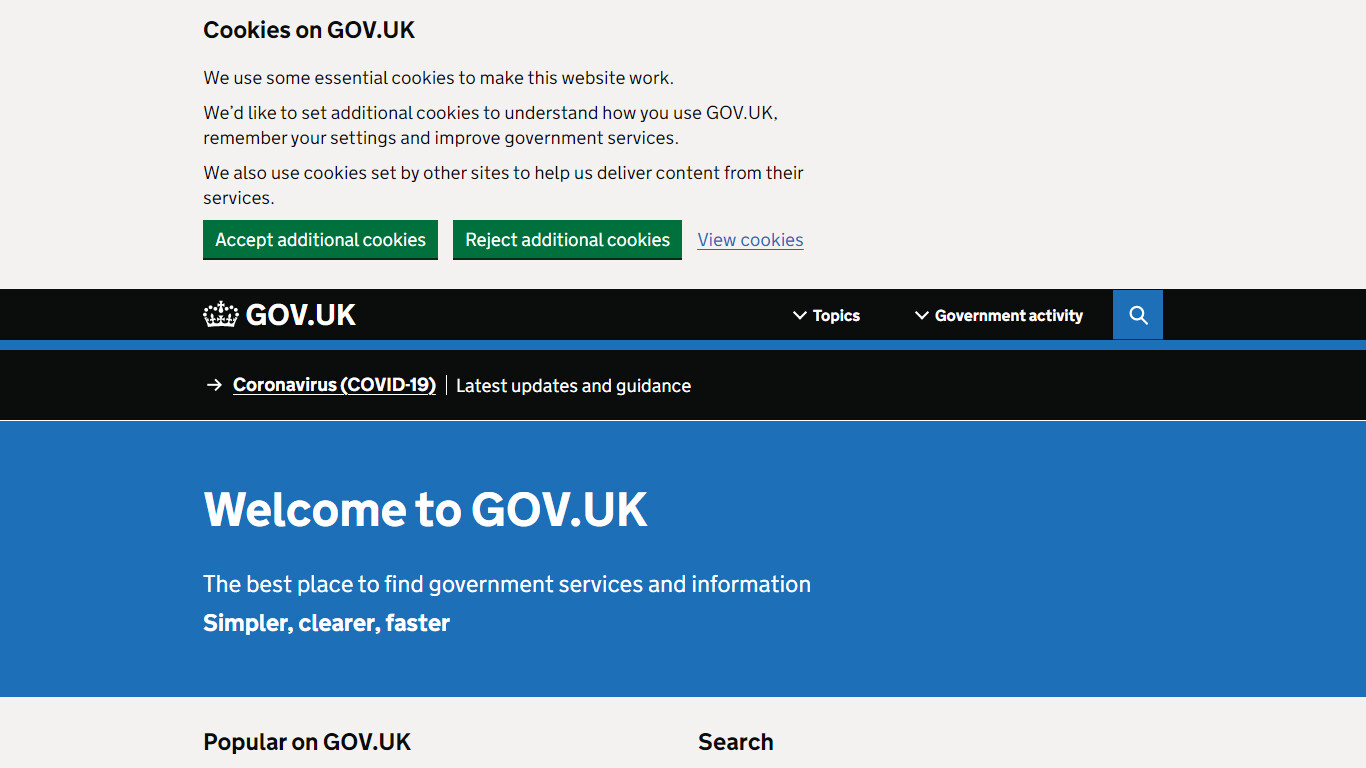 Cookies on GOV.UK
We use some essential cookies to make this website work.
We’d like to set additional cookies to understand how you use GOV.UK,
remember your settings and improve government services.
We also use cookies set by other sites to help us deliver content from their
services.
Accept additional cookies Reject additional cookies View cookies
GOV.UK Topics Government activity
Coronavirus (COVID-19) Latest updates and guidance
Welcome to GOV.UK
The best place to find government services and information
Simpler, clearer, faster
Popular on GOV.UK Search